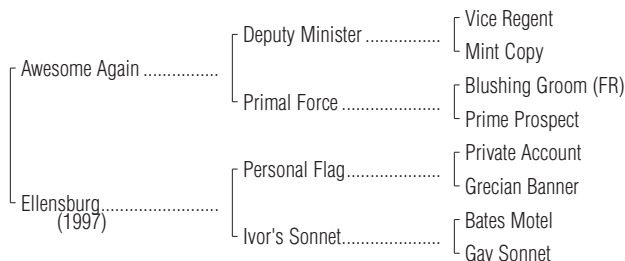 Vice Regent
Deputy Minister ................
Mint Copy
Awesome Again ................
Blushing Groom (FR)
Primal Force .....................
Prime Prospect
Private Account
Personal Flag....................
Grecian Banner
Ellensburg.........................
(1997)
Bates Motel
Ivor's Sonnet.....................
Gay Sonnet